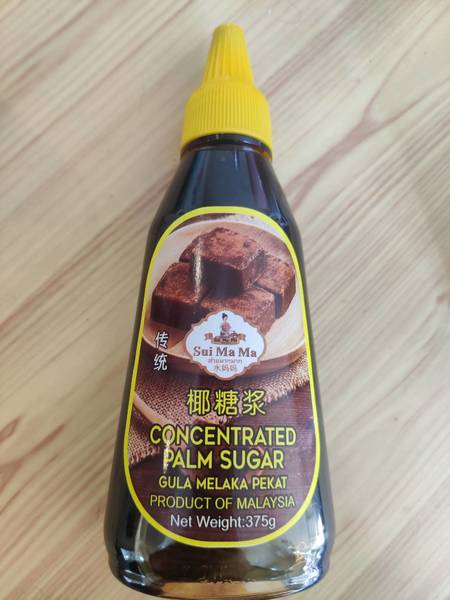 传统
Sui Ma Ma
水妈妈
椰糖浆
CONCENTRATED
PALM SUGAR
GULA MELAKA PEKAT
PRODUCT OF MALAYSIA
Net Weight:375g